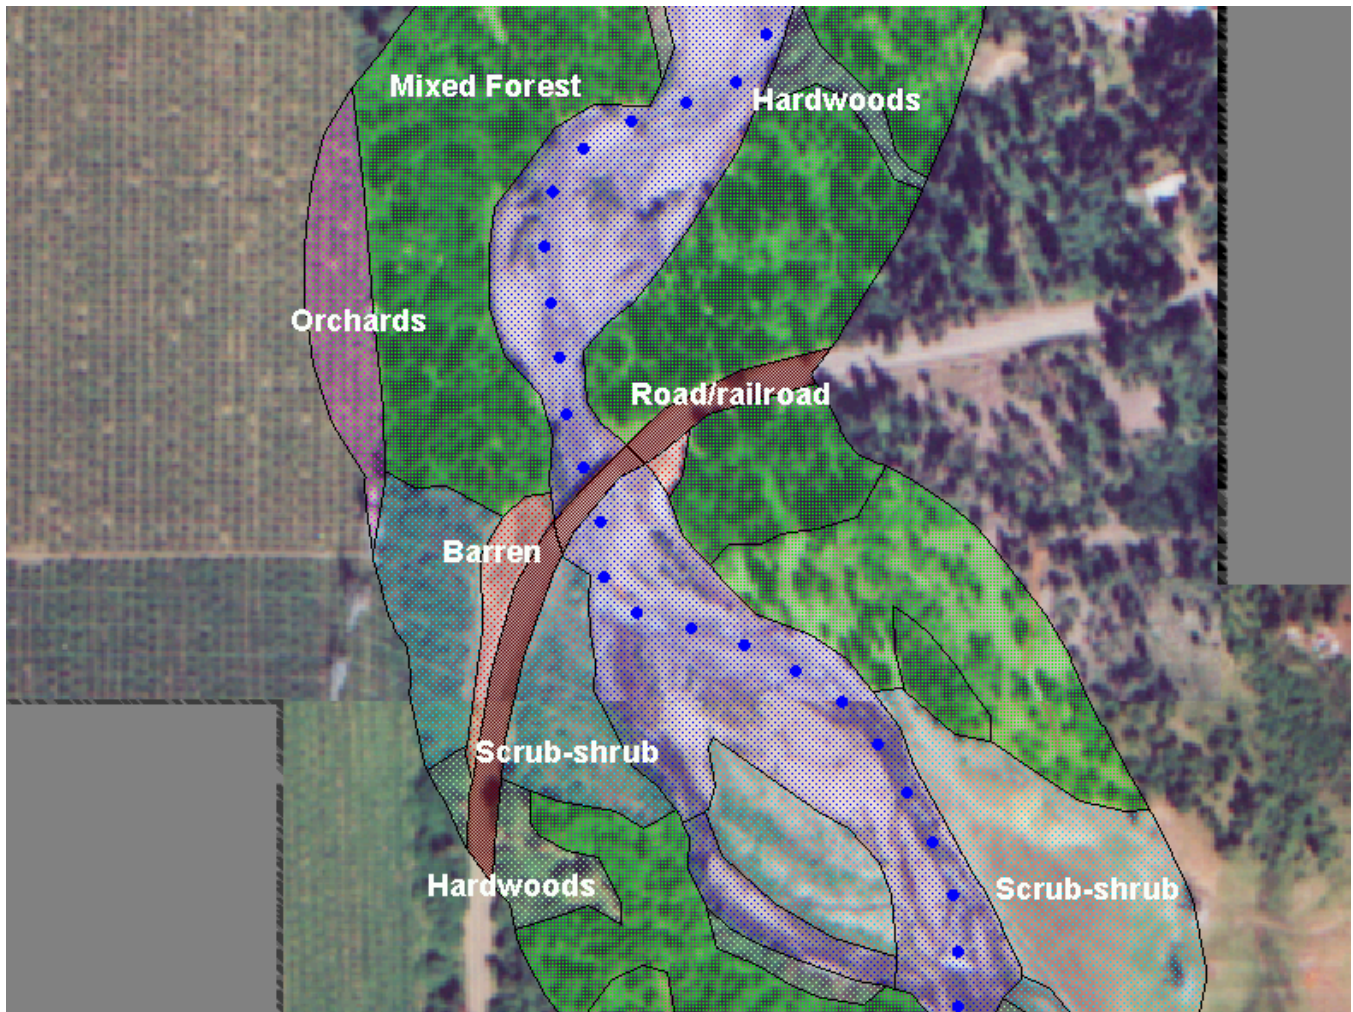 Mixed Forest
Hardwoods
Orchards
Road/railroad
Barren
Scrub-shrub
Hardwoods
Scrub-shrub